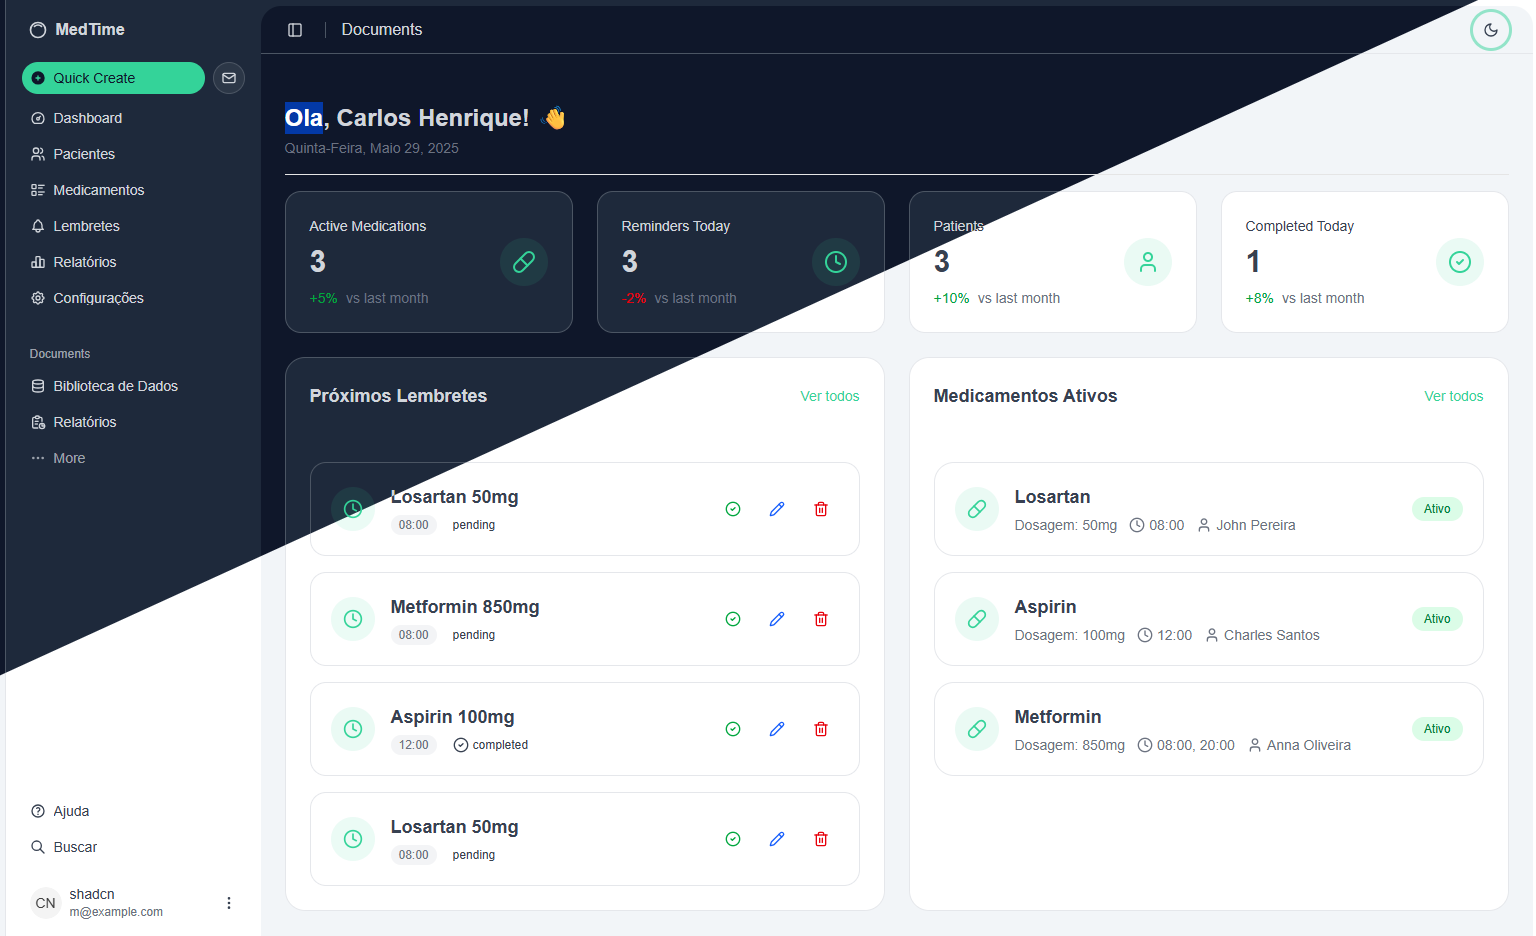 MedTime
Quick Create
Dashboard
Pacientes
Medicamentos
Lembretes
Relatórios
Configurações
Documents
Biblioteca de Dados
Relatórios
More
Ajuda
Buscar
CN
shadcn
m@example.com
Documents
Ola, Carlos Henrique! 👋
Quinta-Feira, Maio 29, 2025
Active Medications
3
+5% vs last month
Reminders Today
3
-2% vs last month
Patients
3
+10% vs last month
Completed Today
1
+8% vs last month
Próximos Lembretes
Ver todos
Losartan 50mg
08:00 pending
Metformin 850mg
08:00 pending
Aspirin 100mg
12:00 completed
Losartan 50mg
08:00 pending
Medicamentos Ativos
Ver todos
Losartan
Dosagem: 50mg 08:00 John Pereira
Ativo
Aspirin
Dosagem: 100mg 12:00 Charles Santos
Ativo
Metformin
Dosagem: 850mg 08:00, 20:00 Anna Oliveira
Ativo